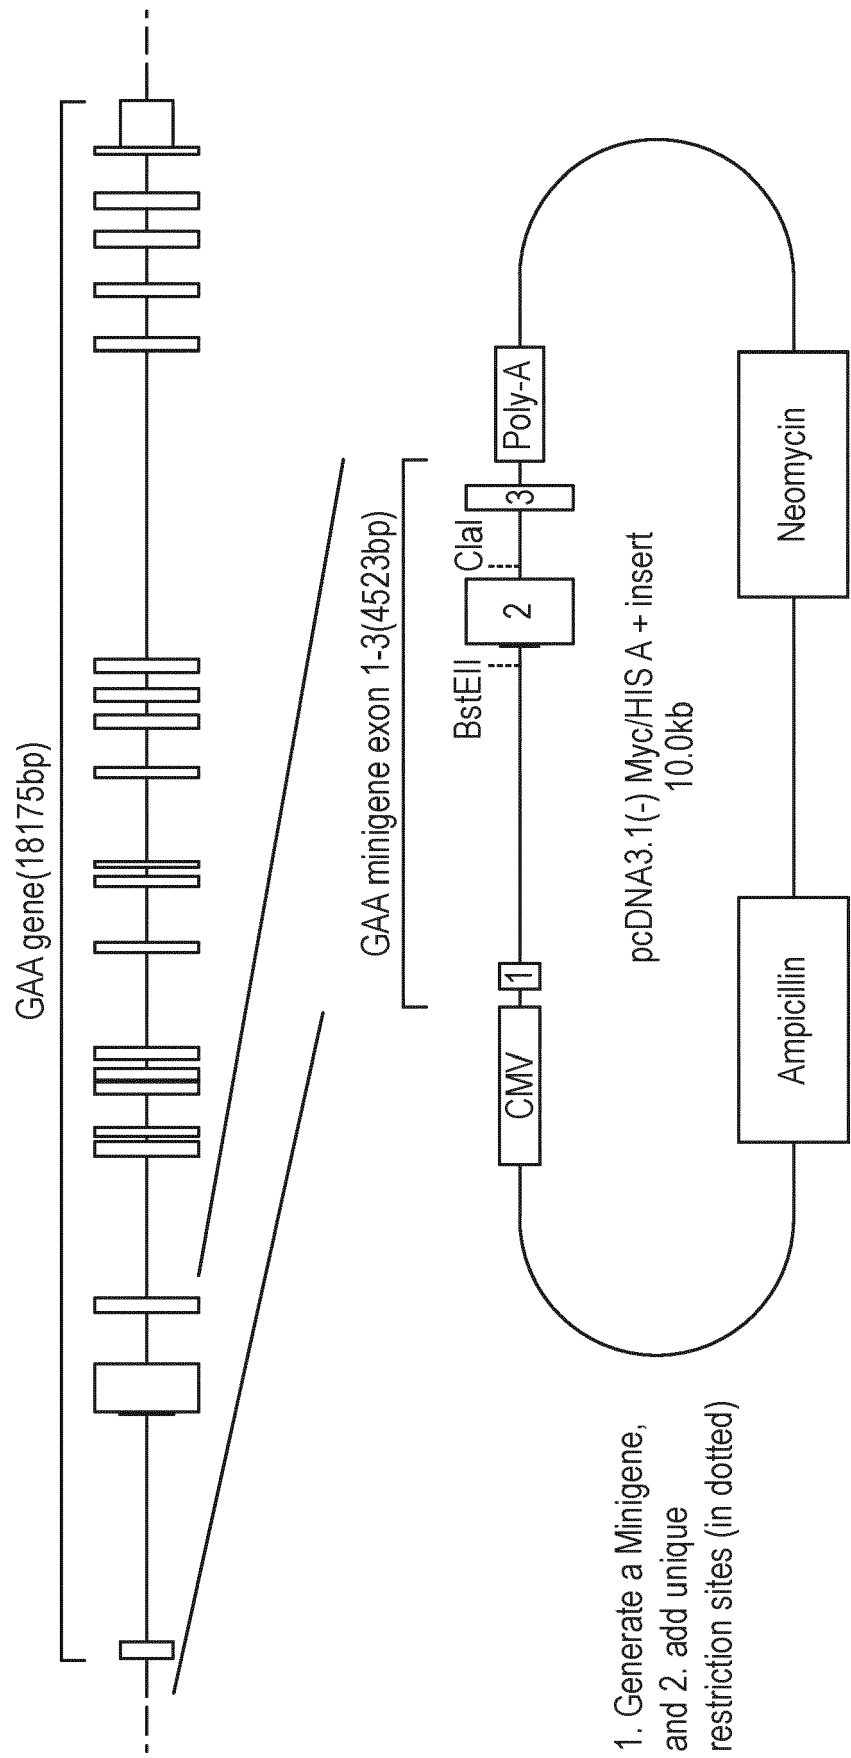 GAA gene(18175bp)
GAA minigene exon 1-3(4523bp)
BstEII
ClaI
CMV
1
2
3
Poly-A
pcDNA3.1(-) Myc/HIS A + insert
10.0kb
Ampicillin
Neomycin
1. Generate a Minigene,
and 2. add unique
restriction sites (in dotted)